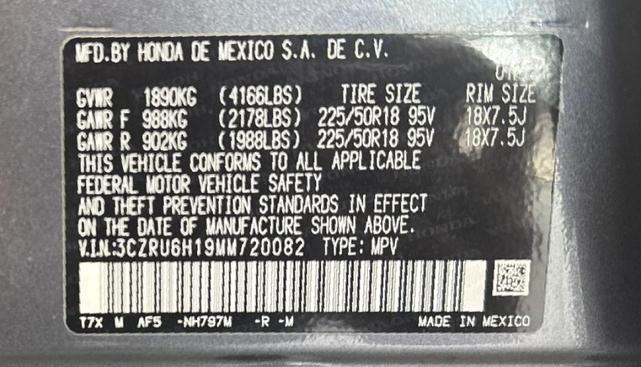 MFD.BY HONDA DE MEXICO S.A. DE C.V.
GVWR 1890KG (4166LBS) TIRE SIZE RIM SIZE
GAWR F 988KG (2178LBS) 225/50R18 95V 18X7.5J
GAWR R 902KG (1988LBS) 225/50R18 95V 18X7.5J
THIS VEHICLE CONFORMS TO ALL APPLICABLE
FEDERAL MOTOR VEHICLE SAFETY
AND THEFT PREVENTION STANDARDS IN EFFECT
ON THE DATE OF MANUFACTURE SHOWN ABOVE.
V.I.N.:3CZRU6H19MM720082 TYPE: MPV
T7X M AF5 -NH797M -R -M MADE IN MEXICO